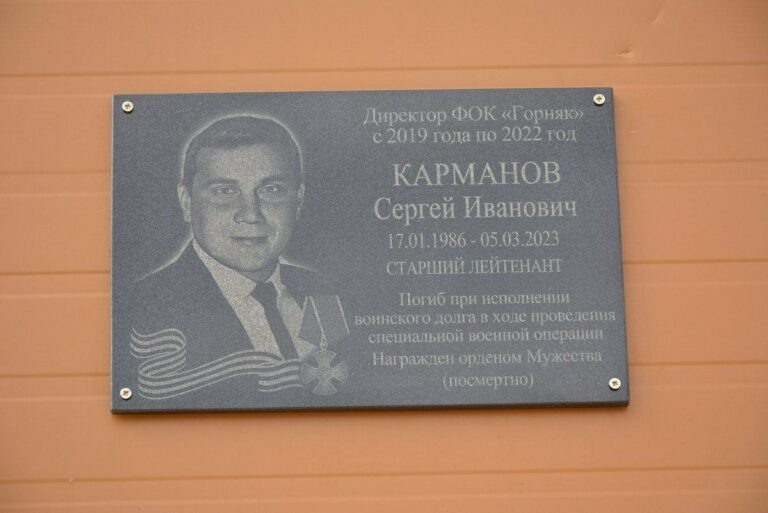 Директор ФОК «Горняк»
с 2019 года по 2022 год
КАРМАНОВ
Сергей Иванович
17.01.1986 - 05.03.2023
СТАРШИЙ ЛЕЙТЕНАНТ
Погиб при исполнении
воинского долга в ходе проведения
специальной военной операции
Награжден орденом Мужества
(посмертно)